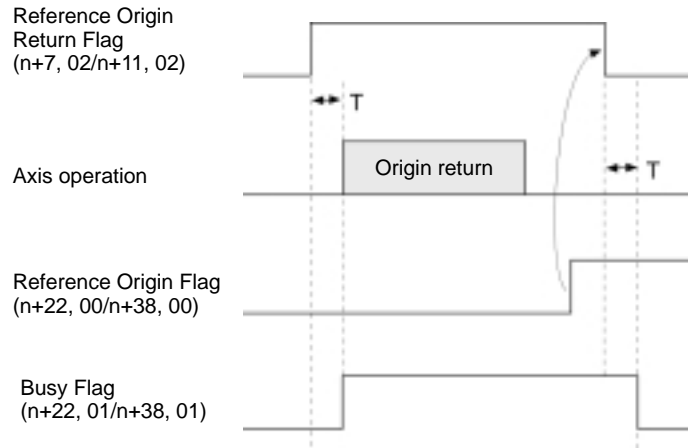 Reference Origin
Return Flag
(n+7, 02/n+11, 02)
T
Axis operation
Origin return
T
Reference Origin Flag
(n+22, 00/n+38, 00)
Busy Flag
(n+22, 01/n+38, 01)